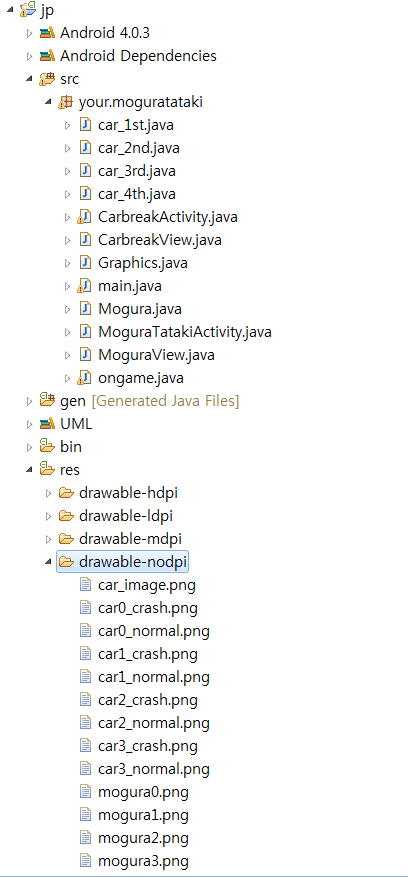 jp
Android 4.0.3
Android Dependencies
src
your.moguratataki
car_1st.java
car_2nd.java
car_3rd.java
car_4th.java
CarbreakActivity.java
CarbreakView.java
Graphics.java
main.java
Mogura.java
MoguraTatakiActivity.java
MoguraView.java
ongame.java
gen [Generated Java Files]
UML
bin
res
drawable-hdpi
drawable-ldpi
drawable-mdpi
drawable-nodpi
car_image.png
car0_crash.png
car0_normal.png
car1_crash.png
car1_normal.png
car2_crash.png
car2_normal.png
car3_crash.png
car3_normal.png
mogura0.png
mogura1.png
mogura2.png
mogura3.png